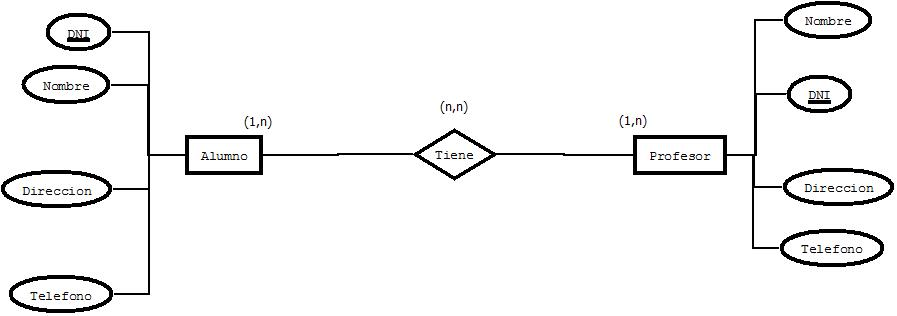 DNI
Nombre
Direccion
Telefono
(1,n)
Alumno
(n,n)
Tiene
(1,n)
Profesor
Nombre
DNI
Direccion
Telefono